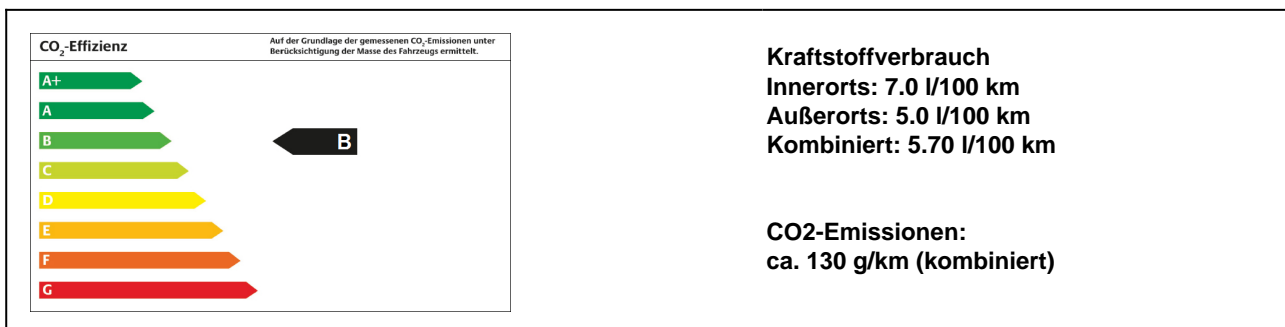 CO2-Effizienz
Auf der Grundlage der gemessenen CO2-Emissionen unter
Berücksichtigung der Masse des Fahrzeugs ermittelt.
A+
A
B
B
C
D
E
F
G
Kraftstoffverbrauch
Innerorts: 7.0 l/100 km
Außerorts: 5.0 l/100 km
Kombiniert: 5.70 l/100 km
CO2-Emissionen:
ca. 130 g/km (kombiniert)